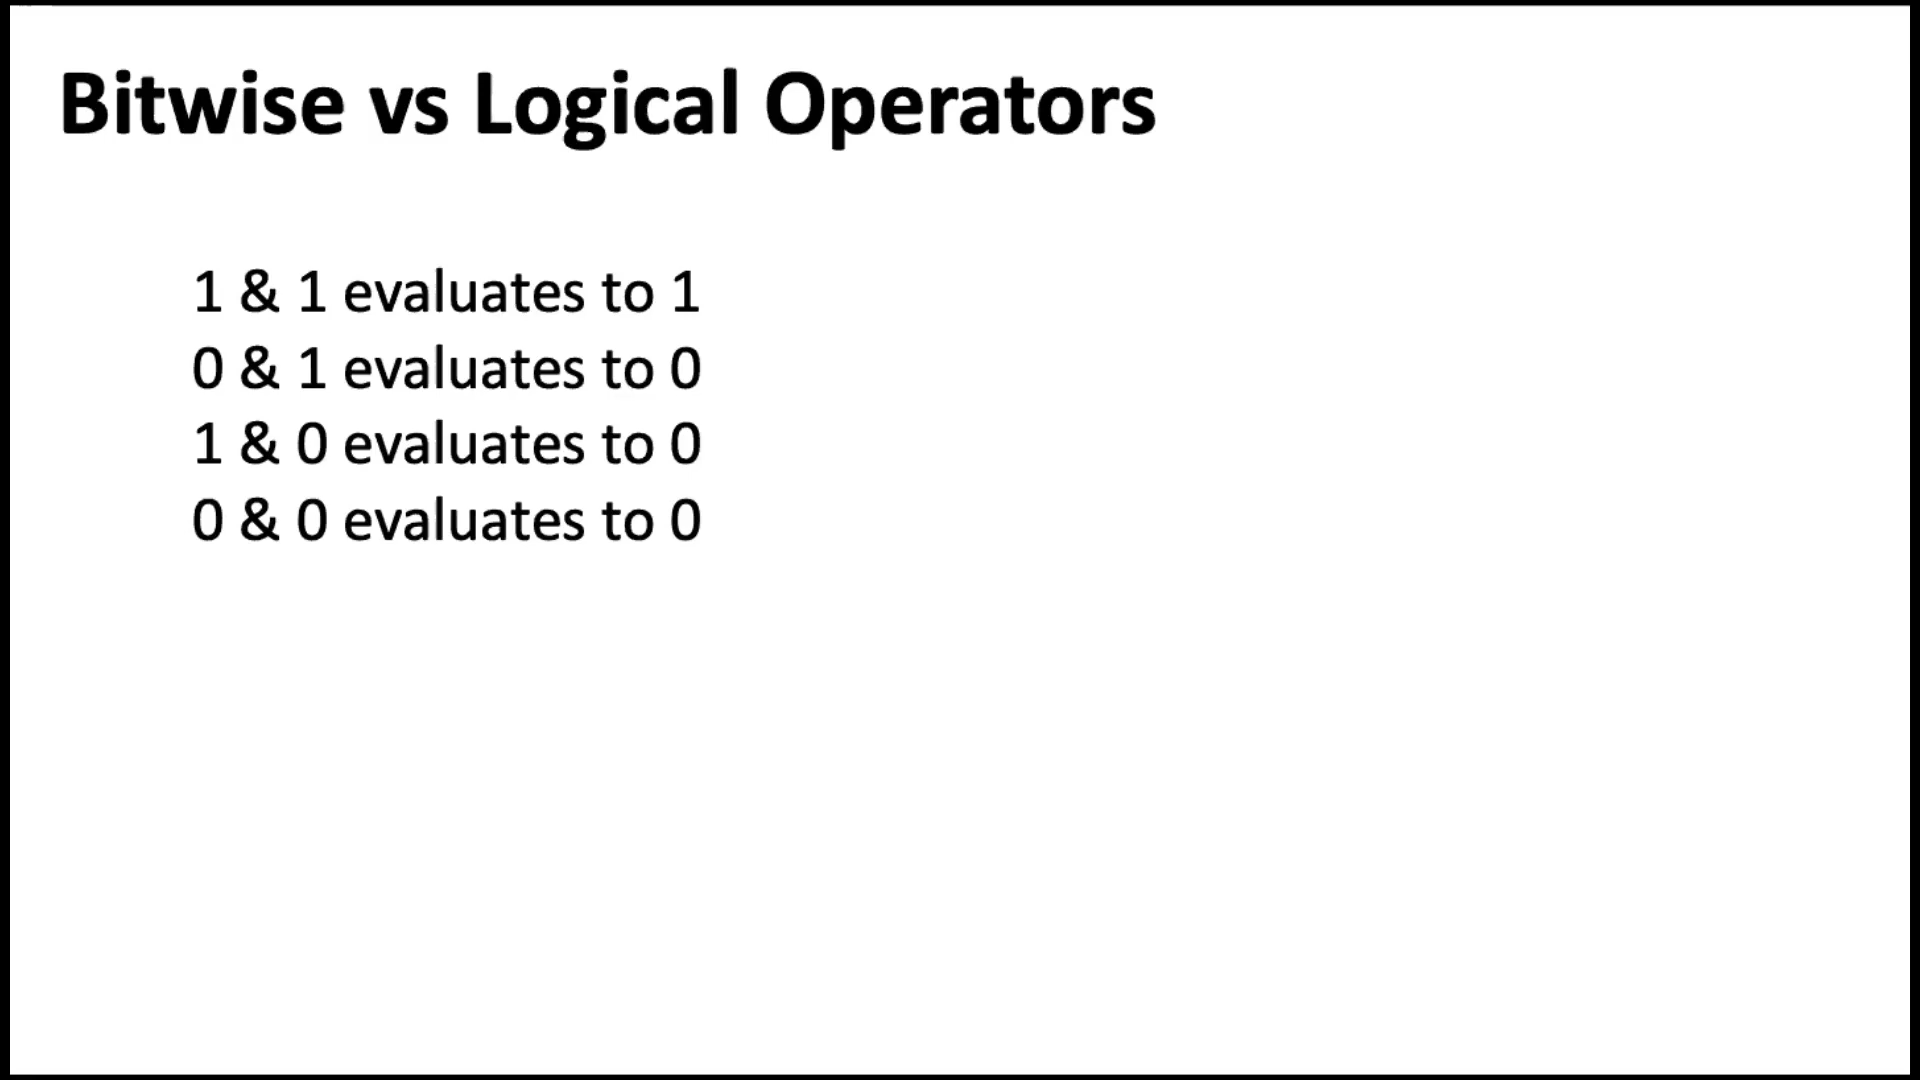 Bitwise vs Logical Operators
1 & 1 evaluates to 1
0 & 1 evaluates to 0
1 & 0 evaluates to 0
0 & 0 evaluates to 0